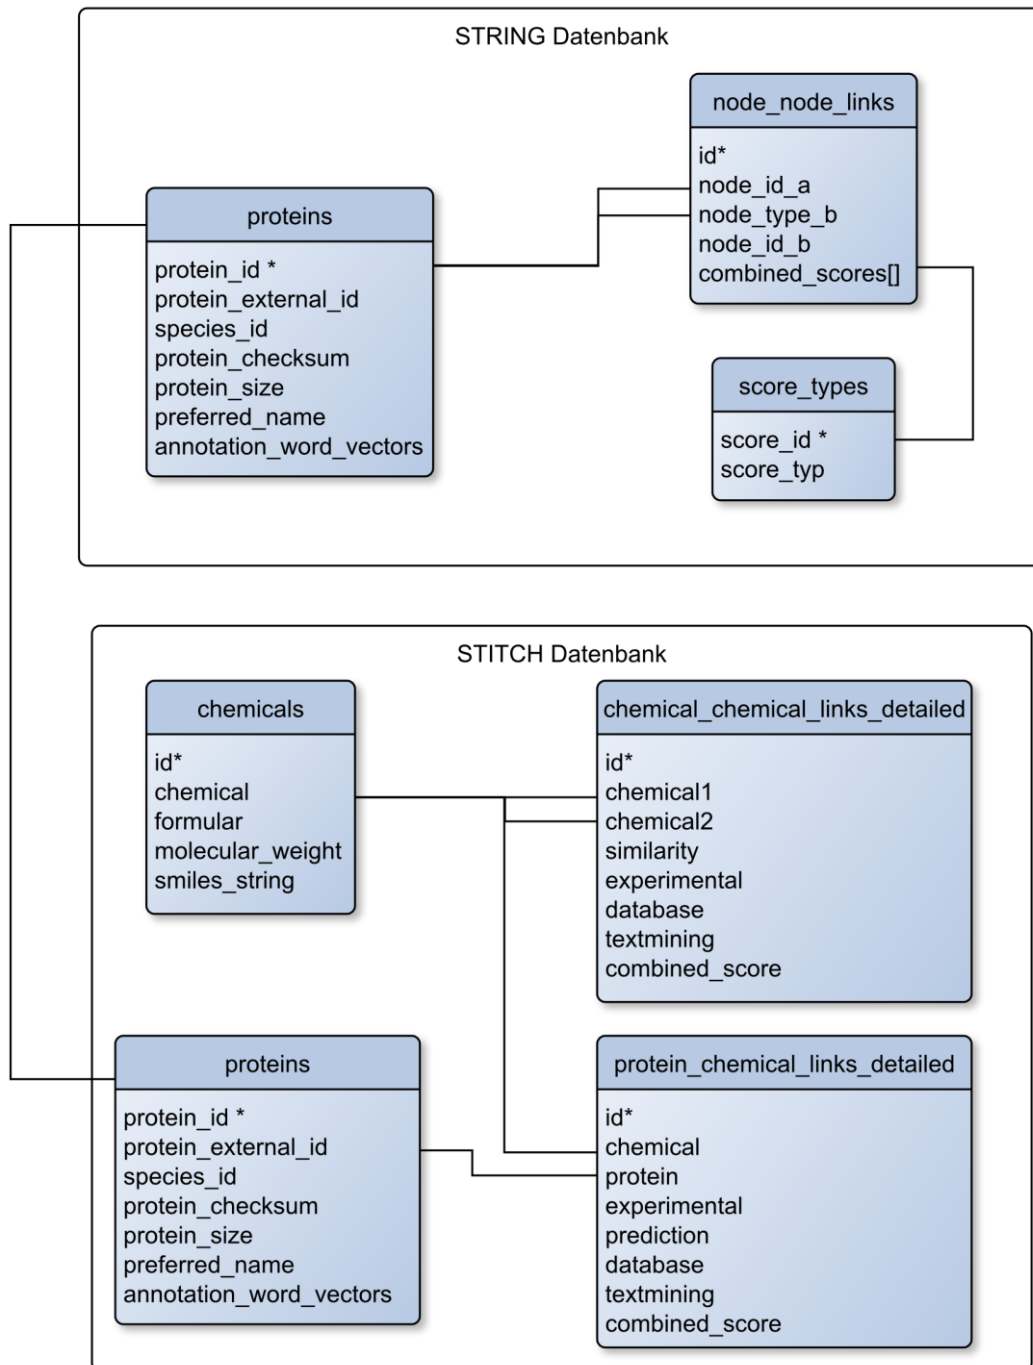 STRING Datenbank
node_node_links
id*
node_id_a
node_type_b
node_id_b
combined_scores[]
proteins
protein_id *
protein_external_id
species_id
protein_checksum
protein_size
preferred_name
annotation_word_vectors
score_types
score_id *
score_typ
STITCH Datenbank
chemicals
id*
chemical
formular
molecular_weight
smiles_string
chemical_chemical_links_detailed
id*
chemical1
chemical2
similarity
experimental
database
textmining
combined_score
proteins
protein_id *
protein_external_id
species_id
protein_checksum
protein_size
preferred_name
annotation_word_vectors
protein_chemical_links_detailed
id*
chemical
protein
experimental
prediction
database
textmining
combined_score